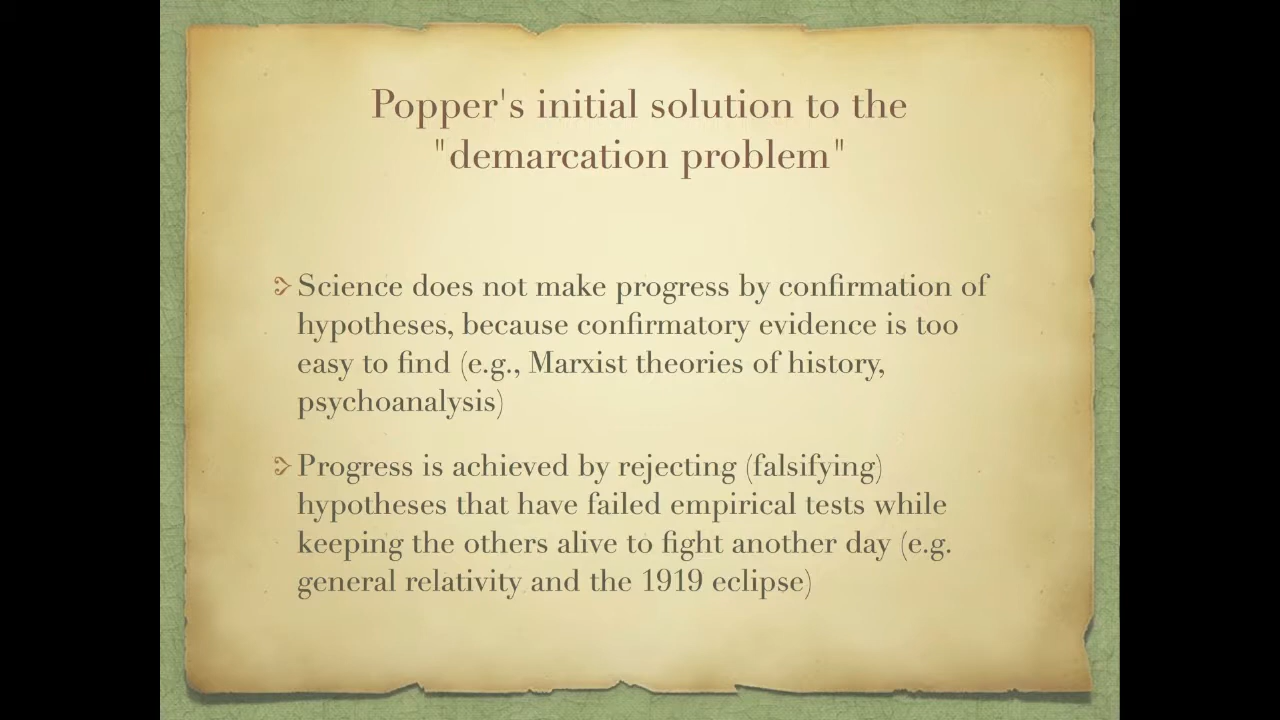 Popper's initial solution to the
"demarcation problem"
Science does not make progress by confirmation of
hypotheses, because confirmatory evidence is too
easy to find (e.g., Marxist theories of history,
psychoanalysis)
Progress is achieved by rejecting (falsifying)
hypotheses that have failed empirical tests while
keeping the others alive to fight another day (e.g.
general relativity and the 1919 eclipse)